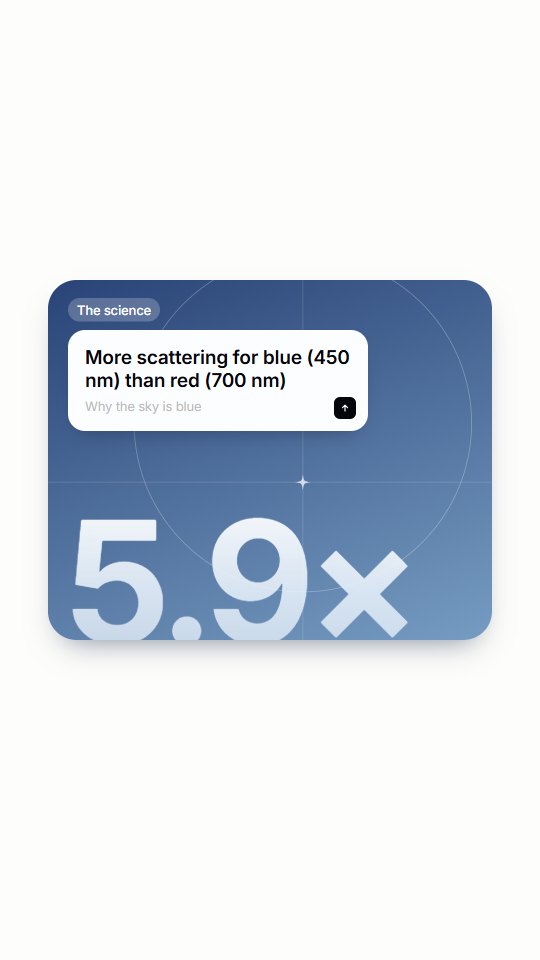 The science
More scattering for blue (450
nm) than red (700 nm)
Why the sky is blue
5.9×